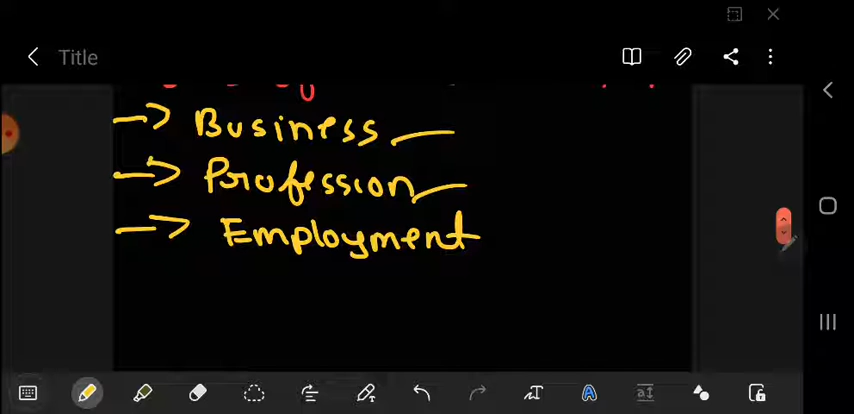 Title
→ Business
→ Profession
→ Employment